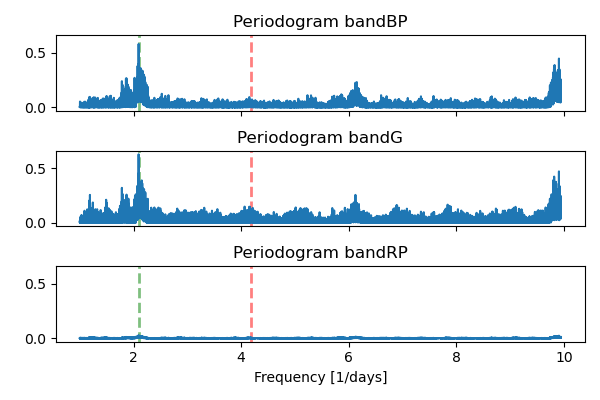 Periodogram bandBP
0.5
0.0
Periodogram bandG
0.5
0.0
Periodogram bandRP
0.5
0.0
2 4 6 8 10
Frequency [1/days]